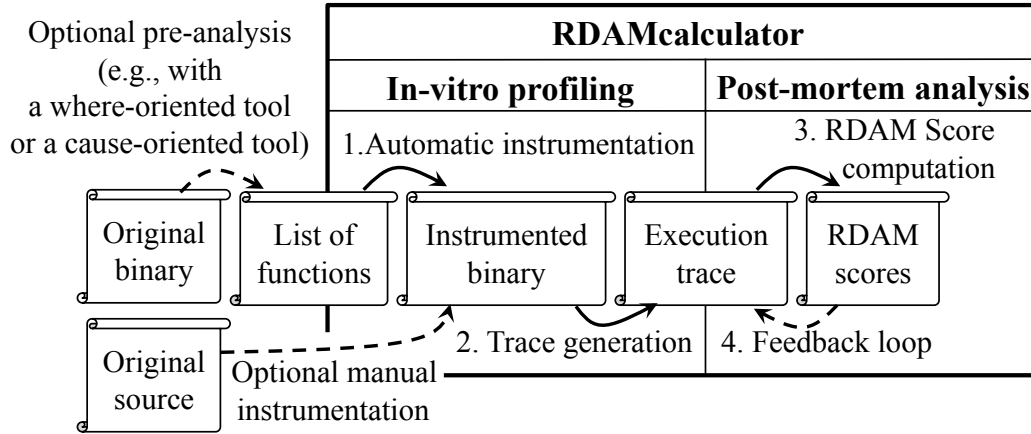 Optional pre-analysis
(e.g., with
a where-oriented tool
or a cause-oriented tool)
RDAMcalculator
In-vitro profiling
Post-mortem analysis
1.Automatic instrumentation
3. RDAM Score
computation
Original
binary
List of
functions
Instrumented
binary
Execution
trace
RDAM
scores
Original
source
Optional manual
instrumentation
2. Trace generation
4. Feedback loop